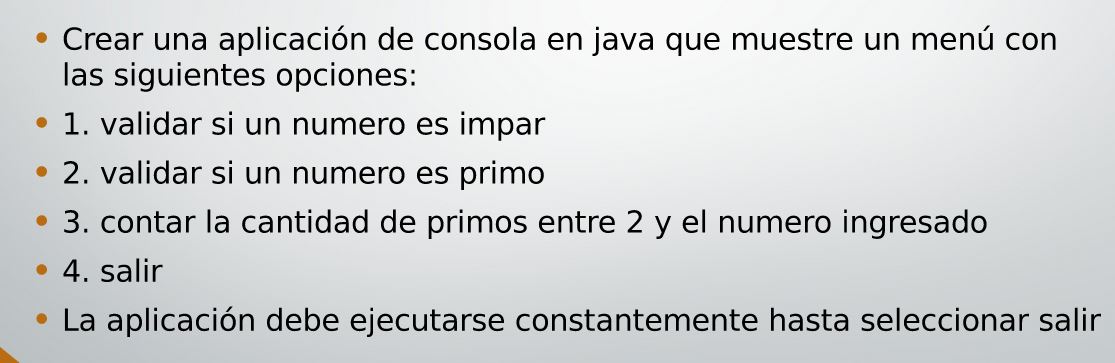 • Crear una aplicación de consola en java que muestre un menú con
las siguientes opciones:
• 1. validar si un numero es impar
• 2. validar si un numero es primo
• 3. contar la cantidad de primos entre 2 y el numero ingresado
• 4. salir
• La aplicación debe ejecutarse constantemente hasta seleccionar salir